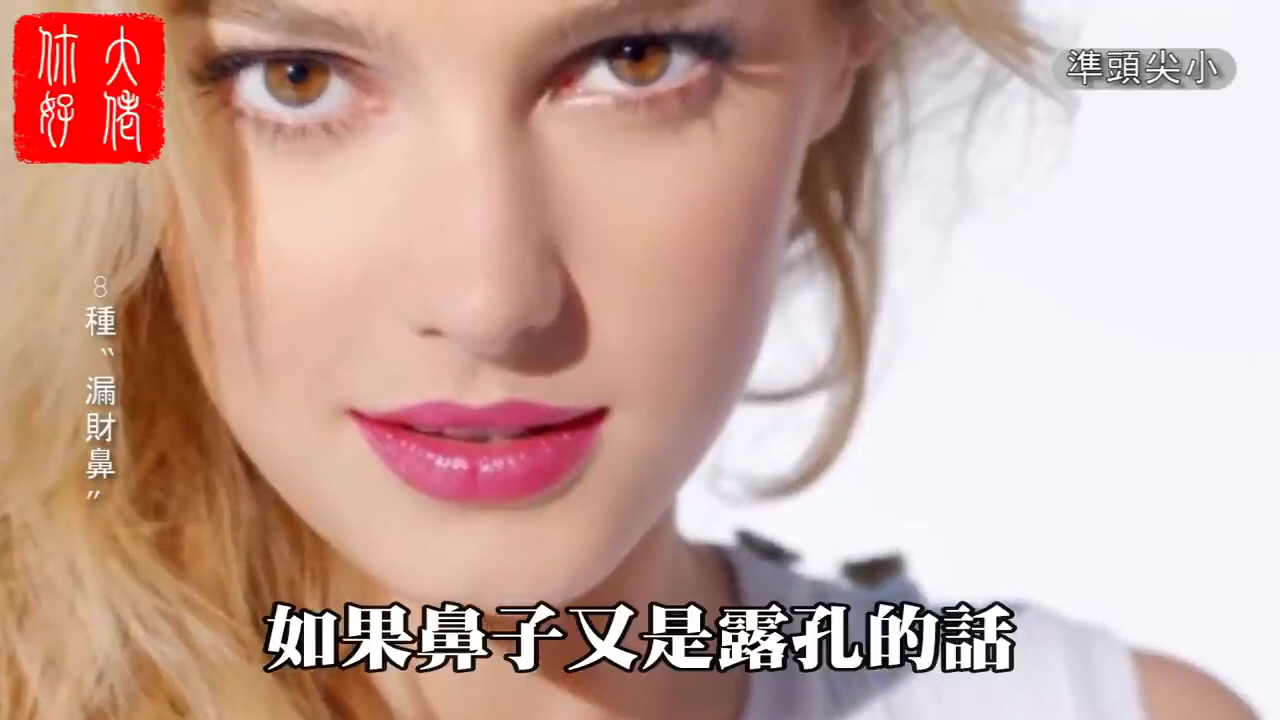 大佬
休好
準頭尖小
8種“漏財鼻”
如果鼻子又是露孔的話